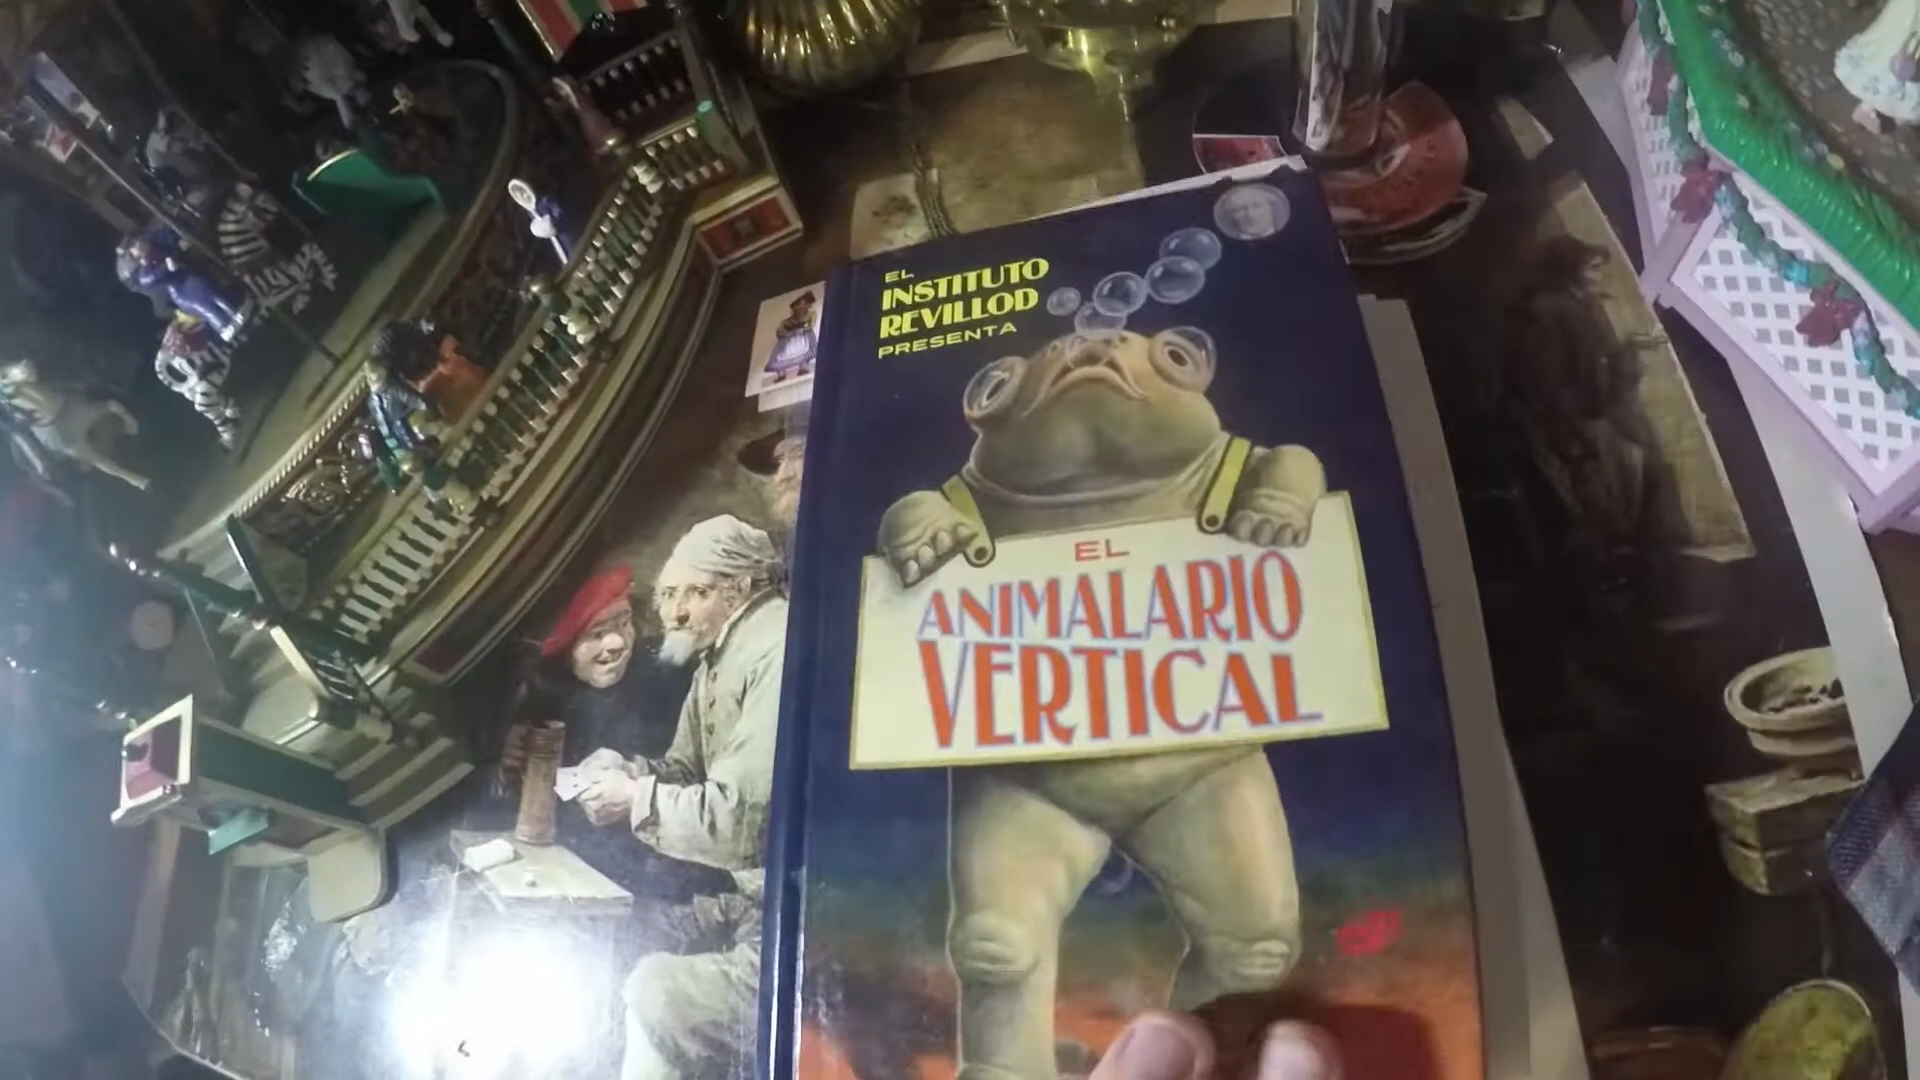 EL
INSTITUTO
REVILLOD
PRESENTA
EL
ANIMALARIO
VERTICAL